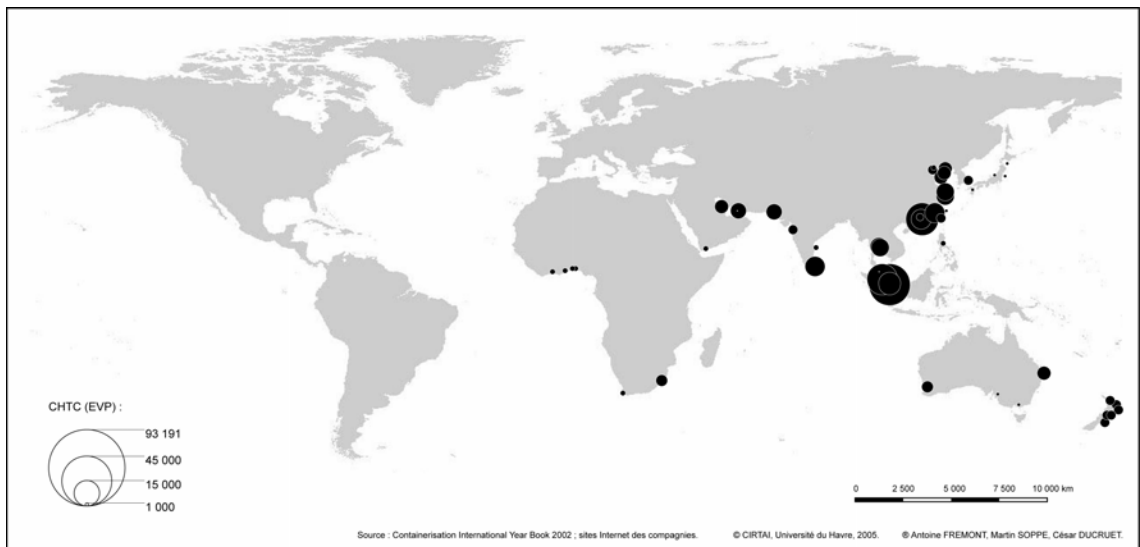 CHTC (EVP) :
93 191
45 000
15 000
1 000
0 2 500 5 000 7 500 10 000 km
Source : Containerisation International Year Book 2002 ; sites Internet des compagnies. © CIRTAI, Université du Havre, 2005. ® Antoine FREMONT, Martin SOPPE, César DUCRUET.